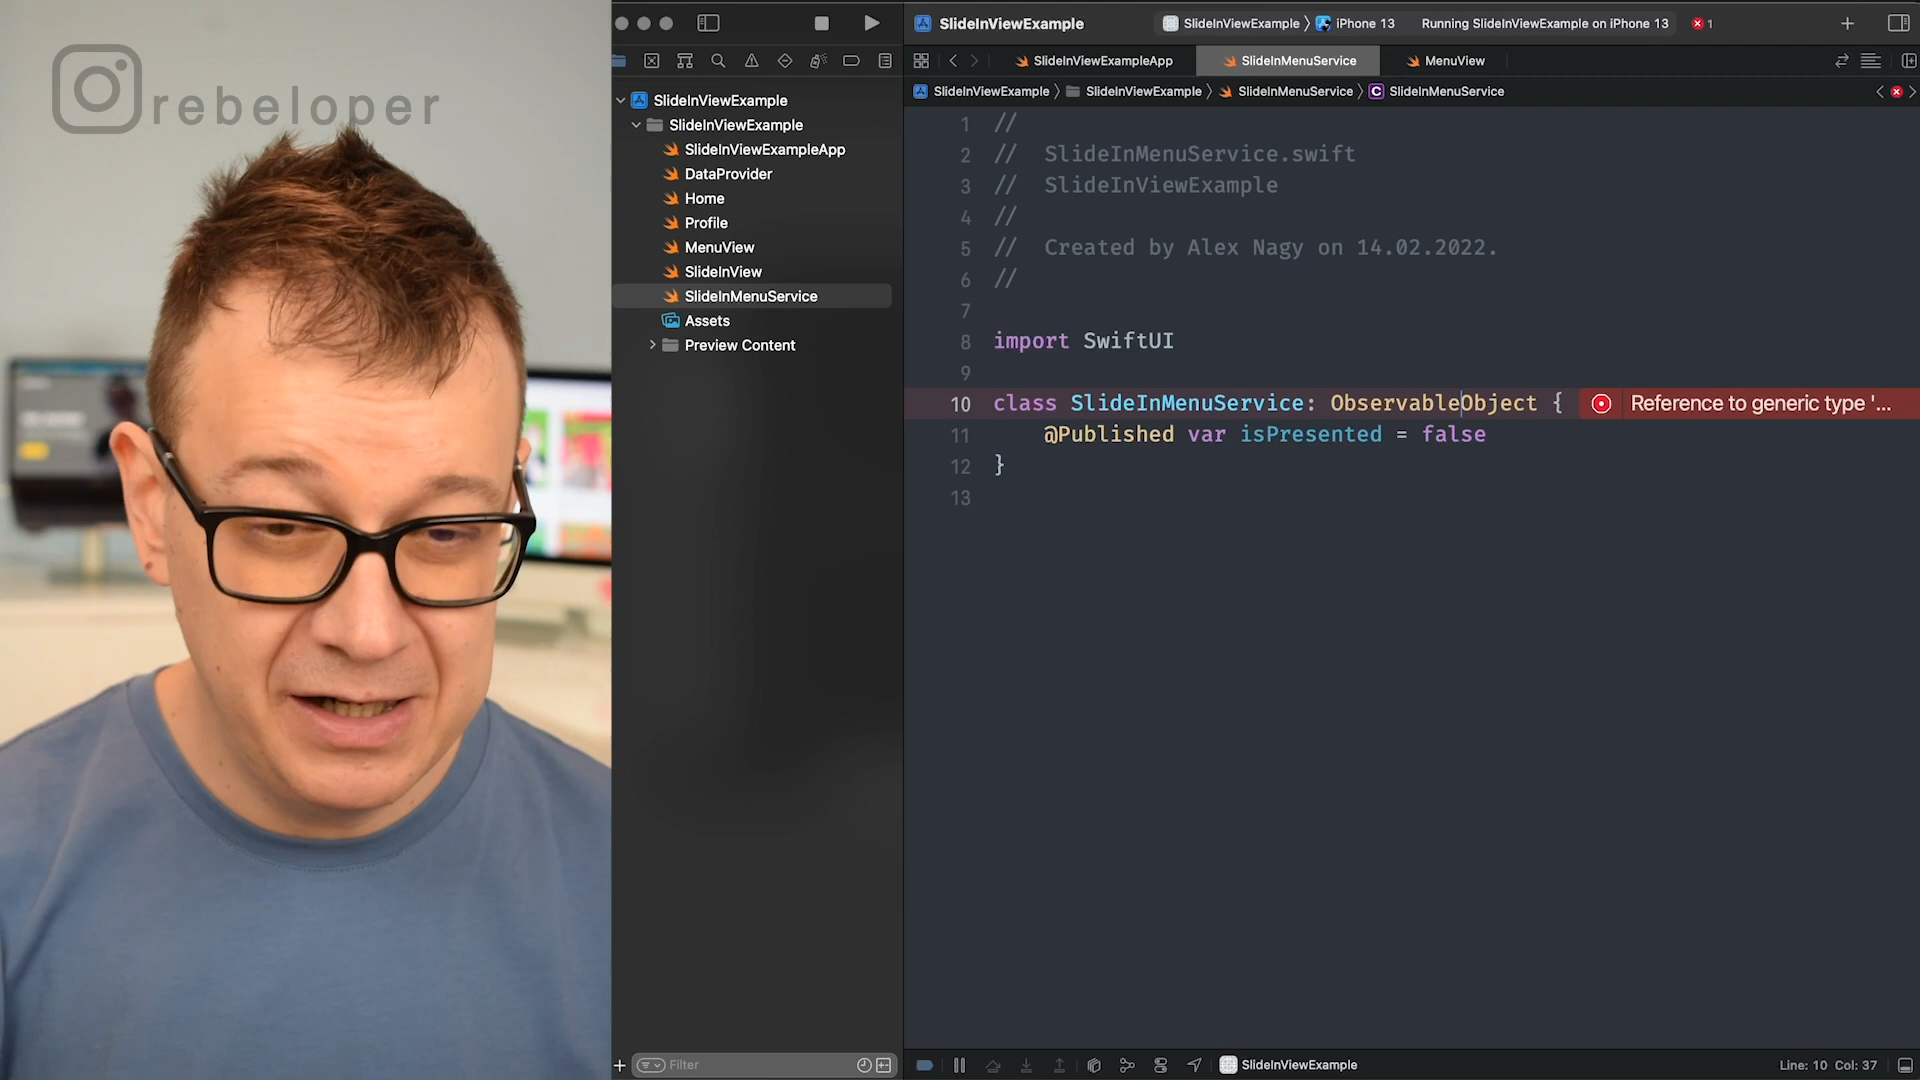 @rebeloper
SlideInViewExample
SlideInViewExample
iPhone 13
Running SlideInViewExample on iPhone 13
1
SlideInViewExampleApp
SlideInMenuService
MenuView
SlideInViewExample
SlideInViewExample
SlideInMenuService
SlideInMenuService
SlideInViewExample
SlideInViewExample
SlideInViewExampleApp
DataProvider
Home
Profile
MenuView
SlideInView
SlideInMenuService
Assets
Preview Content
1 //
2 // SlideInMenuService.swift
3 // SlideInViewExample
4 //
5 // Created by Alex Nagy on 14.02.2022.
6 //
7
8 import SwiftUI
9
10 class SlideInMenuService: ObservableObject { Reference to generic type '...
11 @Published var isPresented = false
12 }
13
Filter
SlideInViewExample
Line: 10 Col: 37